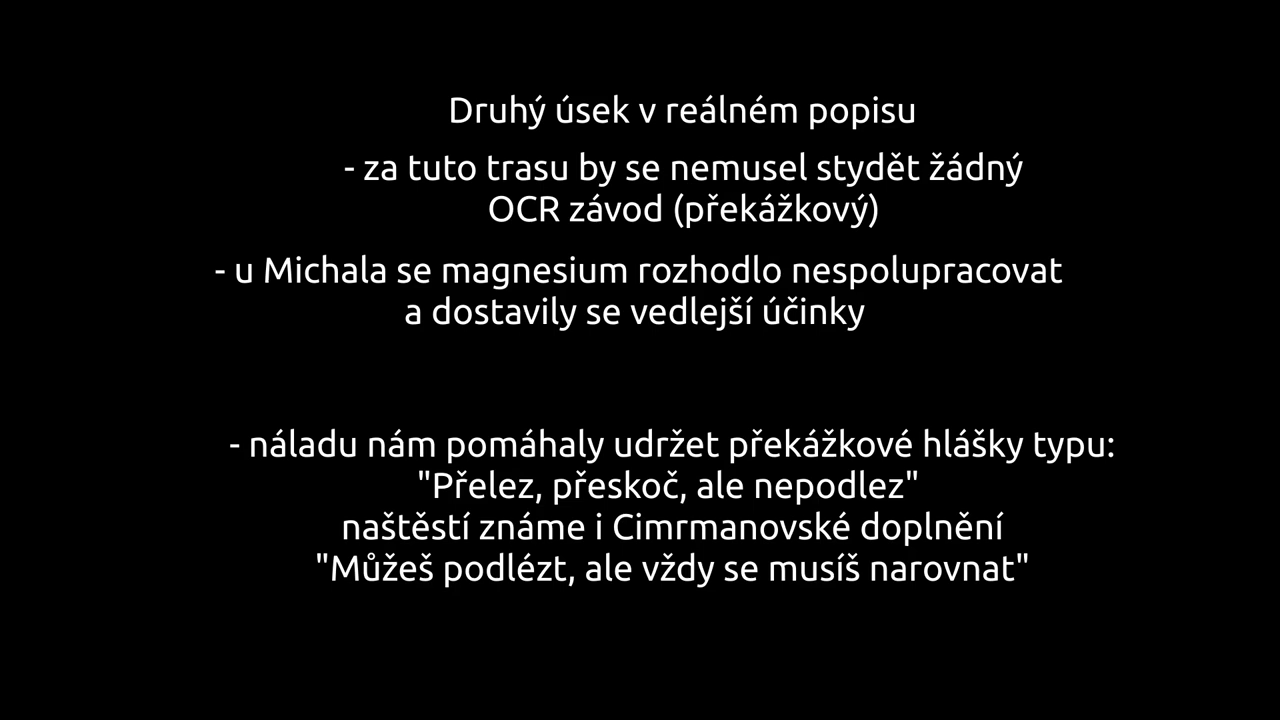 Druhý úsek v reálném popisu
- za tuto trasu by se nemusel stydět žádný
OCR závod (překážkový)
- u Michala se magnesium rozhodlo nespolupracovat
a dostavily se vedlejší účinky
- náladu nám pomáhaly udržet překážkové hlášky typu:
"Přelez, přeskoč, ale nepodlez"
naštěstí známe i Cimrmanovské doplnění
"Můžeš podlézt, ale vždy se musíš narovnat"